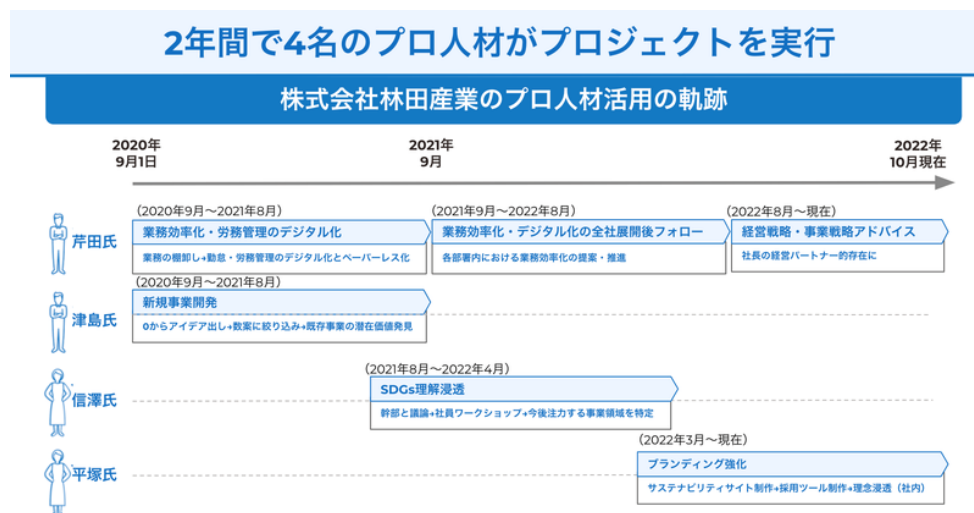 2年間で4名のプロ人材がプロジェクトを実行
株式会社林田産業のプロ人材活用の軌跡
2020年
9月1日
2021年
9月
2022年
10月現在
芹田氏
(2020年9月〜2021年8月)
業務効率化・労務管理のデジタル化
業務の棚卸し→勤怠・労務管理のデジタル化とペーパーレス化
(2021年9月〜2022年8月)
業務効率化・デジタル化の全社展開後フォロー
各部署内における業務効率化の提案・推進
(2022年8月〜現在)
経営戦略・事業戦略アドバイス
社長の経営パートナー的存在に
津島氏
(2020年9月〜2021年8月)
新規事業開発
0からアイデア出し→数案に絞り込み→既存事業の潜在価値発見
信澤氏
(2021年8月〜2022年4月)
SDGs理解浸透
幹部と議論→社員ワークショップ→今後注力する事業領域を特定
平塚氏
(2022年3月〜現在)
ブランディング強化
サステナビリティサイト制作→採用ツール制作→理念浸透（社内）